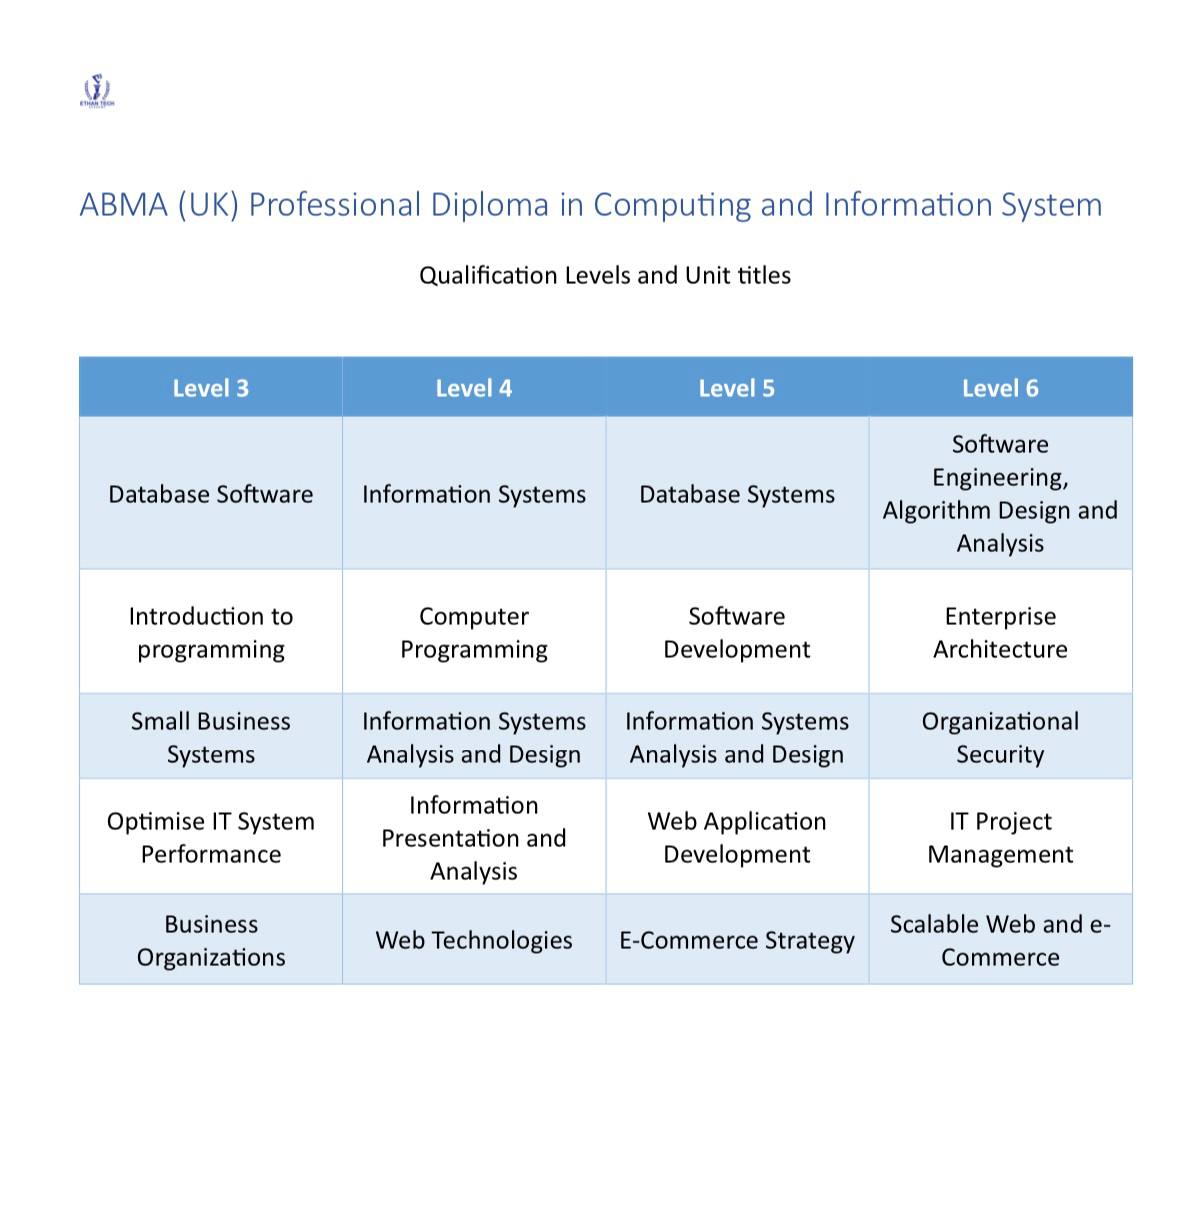 ETHAN TECH
ABMA (UK) Professional Diploma in Computing and Information System
Qualification Levels and Unit titles
Level 3 Level 4 Level 5 Level 6
Database Software
Information Systems
Database Systems
Software
Engineering,
Algorithm Design and
Analysis
Introduction to
programming
Computer
Programming
Software
Development
Enterprise
Architecture
Small Business
Systems
Information Systems
Analysis and Design
Information Systems
Analysis and Design
Organizational
Security
Optimise IT System
Performance
Information
Presentation and
Analysis
Web Application
Development
IT Project
Management
Business
Organizations
Web Technologies
E-Commerce Strategy
Scalable Web and e-
Commerce